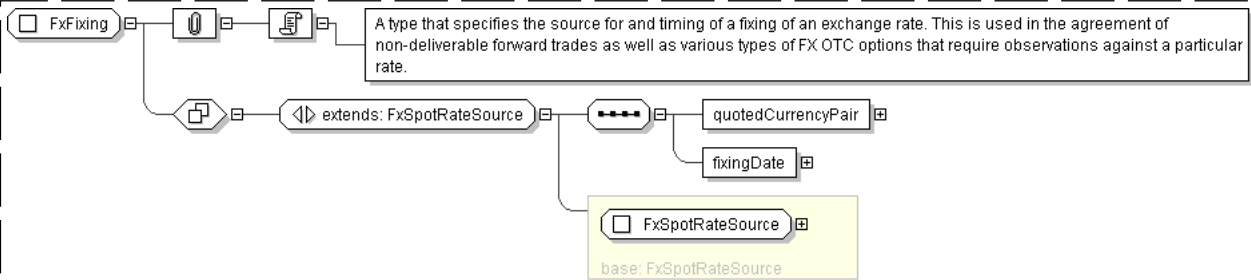 FxFixing
A type that specifies the source for and timing of a fixing of an exchange rate. This is used in the agreement of
non-deliverable forward trades as well as various types of FX OTC options that require observations against a particular
rate.
extends: FxSpotRateSource
quotedCurrencyPair
fixingDate
FxSpotRateSource
base: FxSpotRateSource